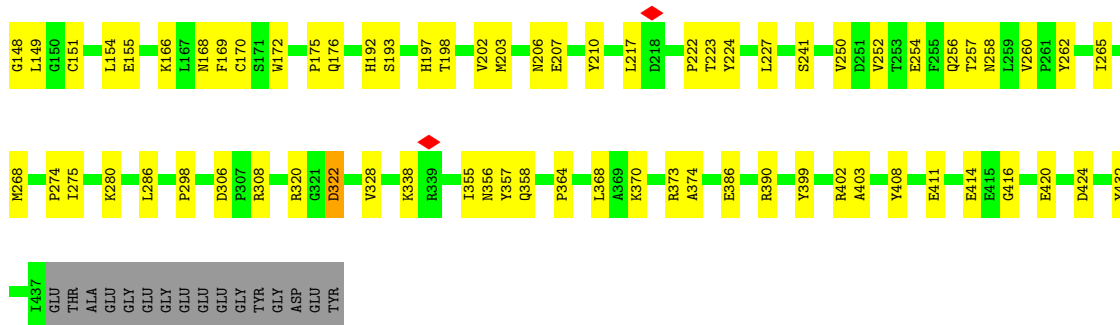 G148 L149 G150 C151 L154 E155 K166 L167 N168 F169 C170 S171 W172 P175 Q176 H192 S193 H197 T198 V202 M203 N206 E207 Y210 L217 D218 P222 T223 Y224 L227 S241 V250 D251 V252 T253 E254 F255 Q256 T257 N258 L259 V260 P261 Y262 I265
M268 P274 I275 K280 L286 P298 D306 P307 R308 R320 G321 D322 V328 K338 R339 I355 N356 Y357 Q358 P364 L368 A369 K370 R373 A374 E386 R390 Y399 R402 A403 Y408 E411 E414 E415 G416 E420 D424 Y432
I437 GLU THR ALA GLU GLY GLU GLY GLU GLU GLU GLY TYR GLY ASP GLU TYR